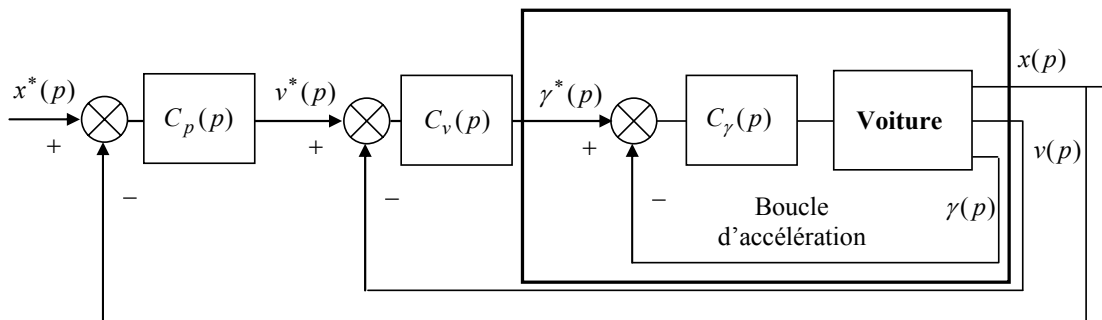 x*(p)
+
−
C_p(p)
v*(p)
+
−
C_v(p)
γ*(p)
+
−
C_γ(p)
Voiture
x(p)
v(p)
γ(p)
Boucle
d’accélération